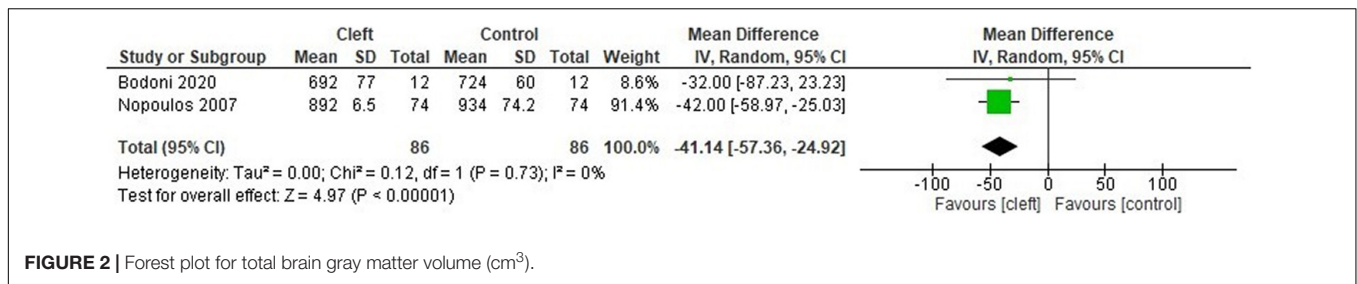 Cleft Control Mean Difference Mean Difference
Study or Subgroup Mean SD Total Mean SD Total Weight IV, Random, 95% CI IV, Random, 95% CI
Bodoni 2020 692 77 12 724 60 12 8.6% -32.00 [-87.23, 23.23]
Nopoulos 2007 892 6.5 74 934 74.2 74 91.4% -42.00 [-58.97, -25.03]
Total (95% CI) 86 86 100.0% -41.14 [-57.36, -24.92]
Heterogeneity: Tau² = 0.00; Chi² = 0.12, df = 1 (P = 0.73); I² = 0%
Test for overall effect: Z = 4.97 (P < 0.00001)
-100 -50 0 50 100
Favours [cleft] Favours [control]
FIGURE 2 | Forest plot for total brain gray matter volume (cm³).